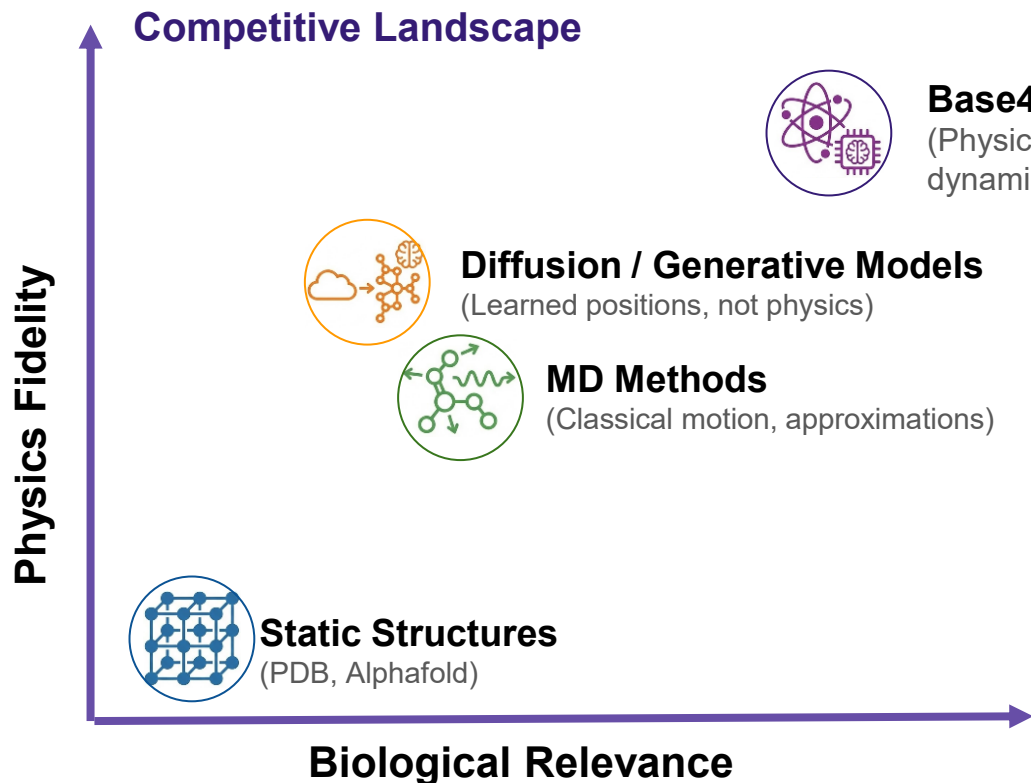 Competitive Landscape
Base4
(Physic
dynami
Diffusion / Generative Models
(Learned positions, not physics)
MD Methods
(Classical motion, approximations)
Static Structures
(PDB, Alphafold)
Physics Fidelity
Biological Relevance